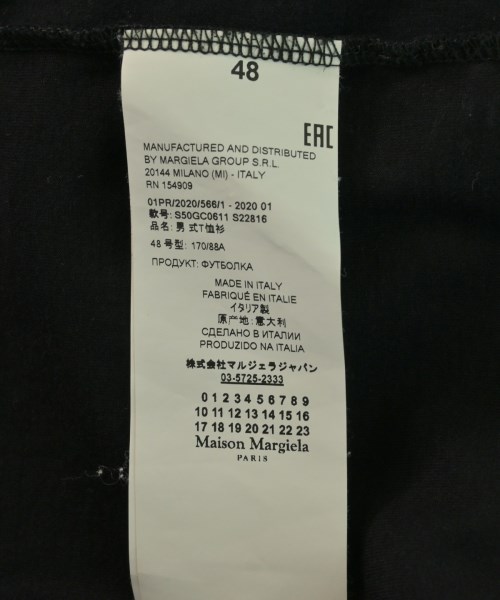 48
EAC
MANUFACTURED AND DISTRIBUTED
BY MARGIELA GROUP S.R.L.
20144 MILANO (MI) - ITALY
RN 154909
01PR/2020/566/1 - 2020 01
款号: S50GC0611 S22816
品名: 男 式T恤衫
48 号型: 170/88A
ПРОДУКТ: ФУТБОЛКА
MADE IN ITALY
FABRIQUÉ EN ITALIE
イタリア製
原产地: 意大利
СДЕЛАНО В ИТАЛИИ
PRODUZIDO NA ITALIA
株式会社マルジェラジャパン
03-5725-2333
0 1 2 3 4 5 6 7 8 9
10 11 12 13 14 15 16
17 18 19 20 21 22 23
Maison Margiela
PARIS